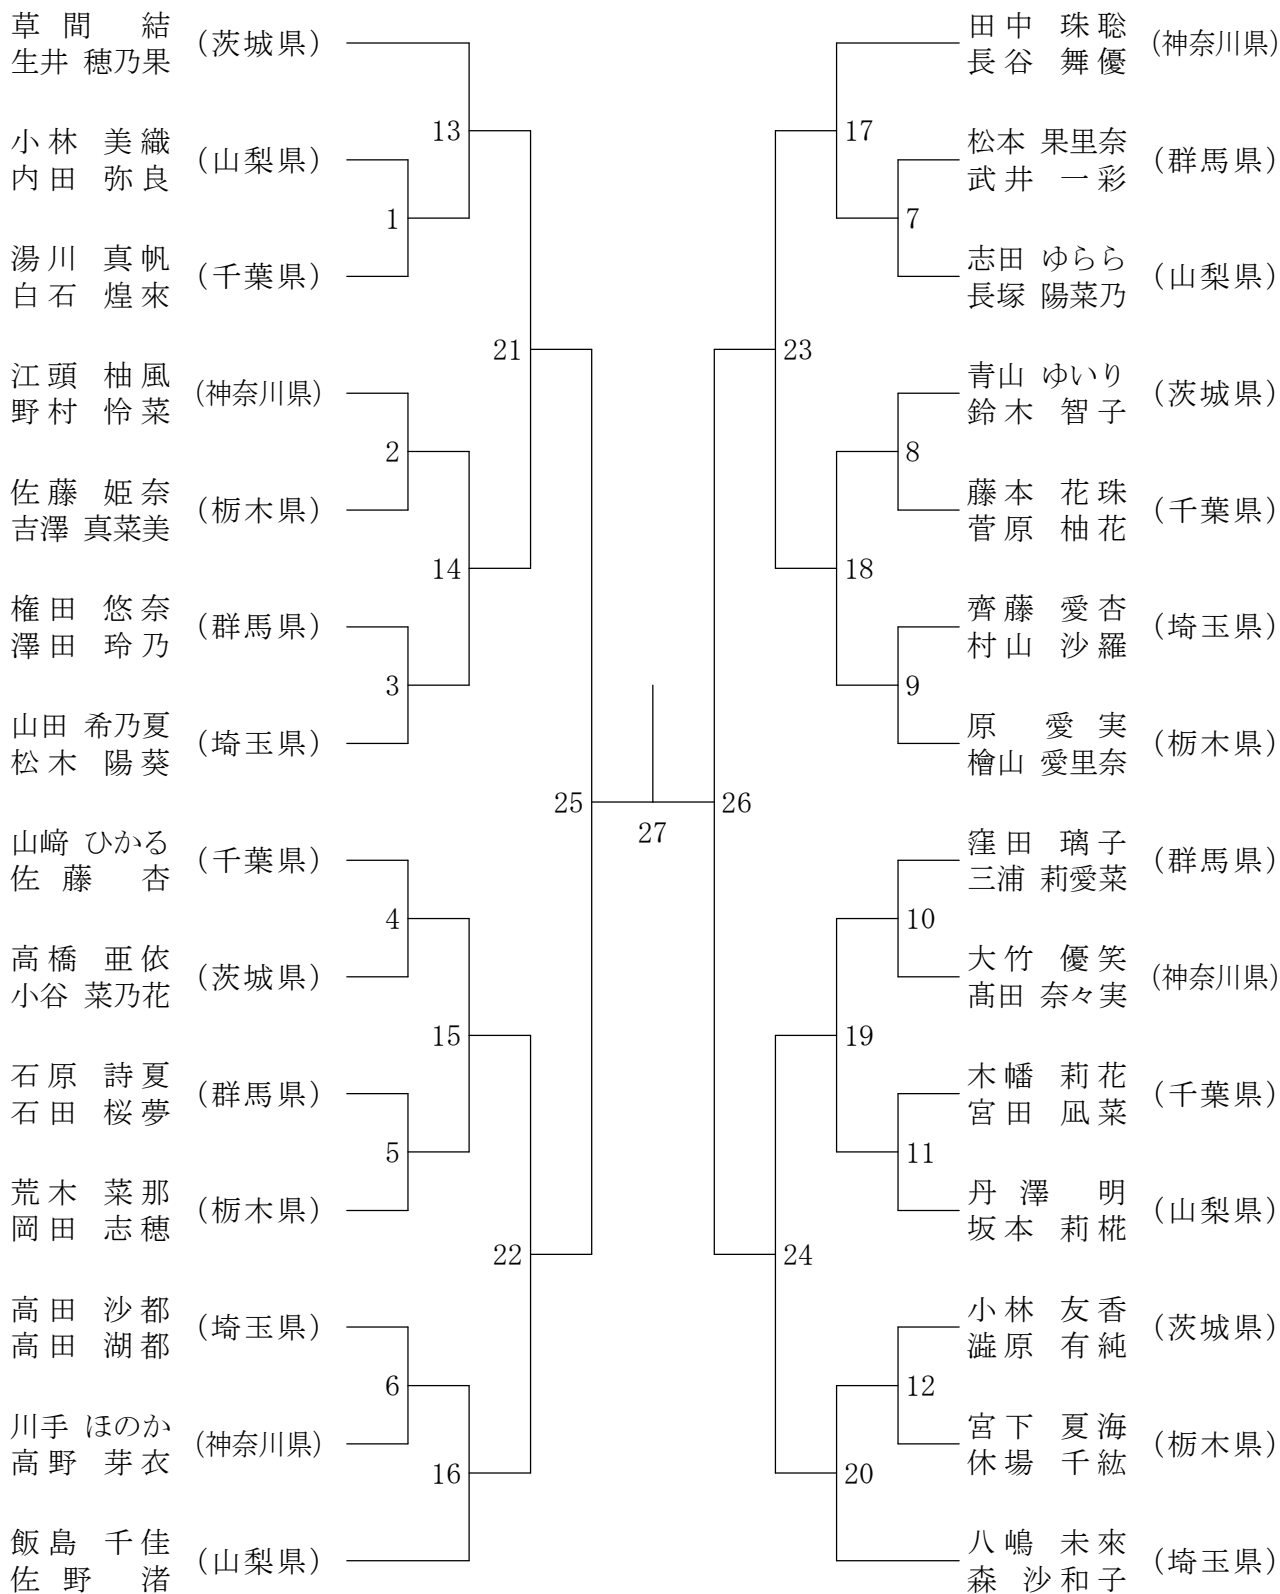 草間 結
生井 穂乃果
(茨城県)
小林 美織
内田 弥良
(山梨県)
湯川 真帆
白石 煌來
(千葉県)
江頭 柚風
野村 怜菜
(神奈川県)
佐藤 姫奈
吉澤 真菜美
(栃木県)
権田 悠奈
澤田 玲乃
(群馬県)
山田 希乃夏
松木 陽葵
(埼玉県)
山﨑 ひかる
佐藤 杏
(千葉県)
高橋 亜依
小谷 菜乃花
(茨城県)
石原 詩夏
石田 桜夢
(群馬県)
荒木 菜那
岡田 志穂
(栃木県)
高田 沙都
高田 湖都
(埼玉県)
川手 ほのか
高野 芽衣
(神奈川県)
飯島 千佳
佐野 渚
(山梨県)
1
2
3
4
5
6
13
14
15
16
21
22
25
27
26
23
24
17
18
19
20
7
8
9
10
11
12
田中 珠聡
長谷 舞優
(神奈川県)
松本 果里奈
武井 一彩
(群馬県)
志田 ゆらら
長塚 陽菜乃
(山梨県)
青山 ゆいり
鈴木 智子
(茨城県)
藤本 花珠
菅原 柚花
(千葉県)
齊藤 愛杏
村山 沙羅
(埼玉県)
原 愛実
檜山 愛里奈
(栃木県)
窪田 璃子
三浦 莉愛菜
(群馬県)
大竹 優笑
髙田 奈々実
(神奈川県)
木幡 莉花
宮田 凪菜
(千葉県)
丹澤 明
坂本 莉椛
(山梨県)
小林 友香
澁原 有純
(茨城県)
宮下 夏海
休場 千紘
(栃木県)
八嶋 未來
森 沙和子
(埼玉県)